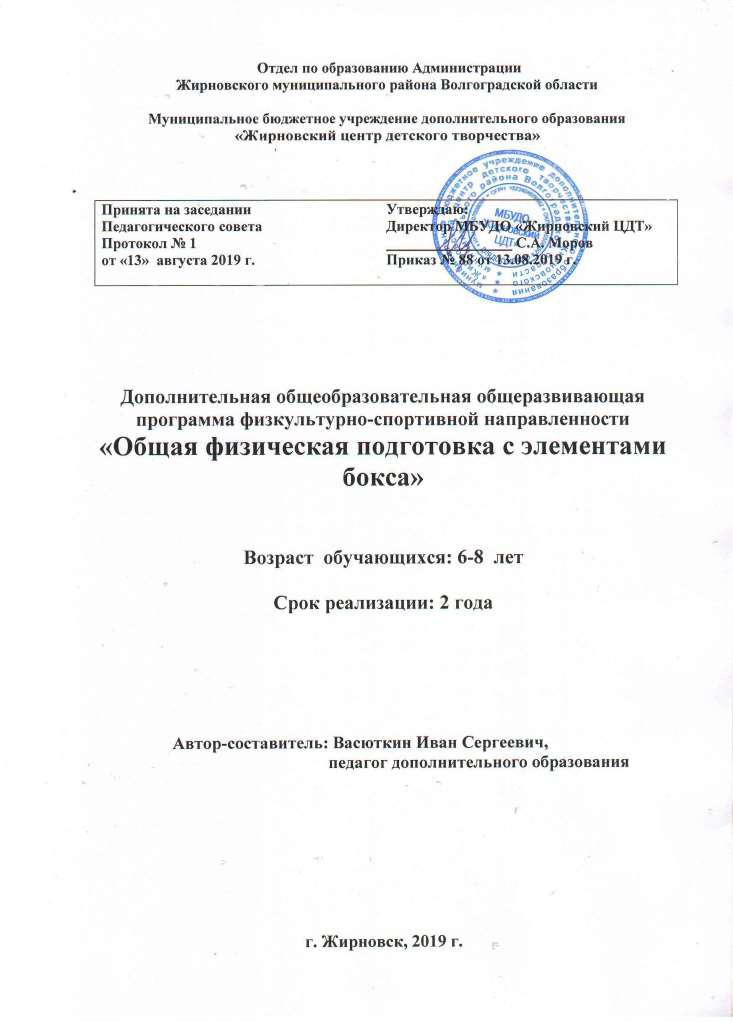 Отдел по образованию Администрации
Жирновского муниципального района Волгоградской области
Муниципальное бюджетное учреждение дополнительного образования
«Жирновский центр детского творчества»
Принята на заседании
Педагогического совета
Протокол № 1
от «13» августа 2019 г.
Утверждаю:
Директор МБУДО «Жирновский ЦДТ»
С.А. Моров
Приказ № 88 от 13.08.2019 г.
МБУДО
ЦДТ
Дополнительная общеобразовательная общеразвивающая
программа физкультурно-спортивной направленности
«Общая физическая подготовка с элементами
бокса»
Возраст обучающихся: 6-8 лет
Срок реализации: 2 года
Автор-составитель: Васюткин Иван Сергеевич,
педагог дополнительного образования
г. Жирновск, 2019 г.